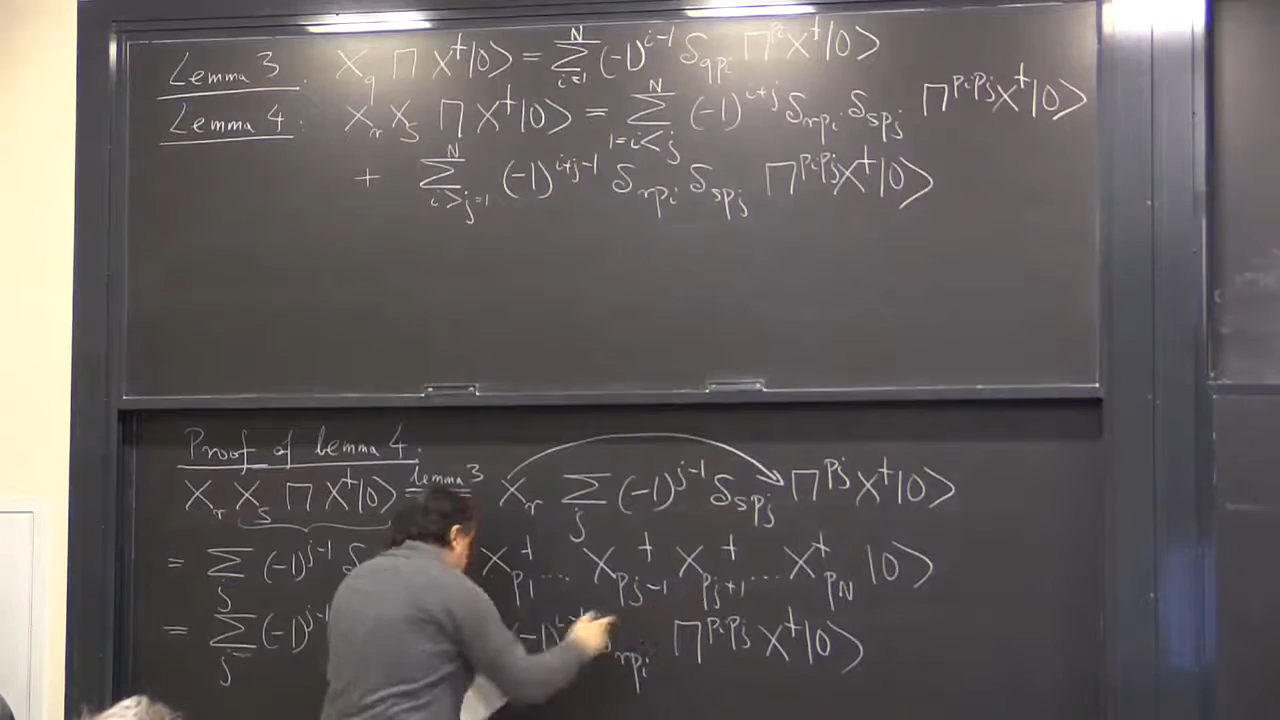 Lemma 3. X_q Π X†|0⟩ = Σ_{i=1}^{N} (-1)^{i-1} δ_{qp_i} Π^{p_i} X†|0⟩
Lemma 4. X_r X_s Π X†|0⟩ = Σ_{1=i<j}^{N} (-1)^{i+j} δ_{rp_i} δ_{sp_j} Π^{p_i p_j} X†|0⟩
+ Σ_{i>j=1}^{N} (-1)^{i+j-1} δ_{rp_i} δ_{sp_j} Π^{p_i p_j} X†|0⟩
Proof of Lemma 4.
X_r X_s Π X†|0⟩ = lemma 3 X_r Σ_j (-1)^{j-1} δ_{sp_j} Π^{p_j} X†|0⟩
= Σ_j (-1)^{j-1} δ X†_{p_1} ... X†_{p_{j-1}} X†_{p_{j+1}} ... X†_{p_N} |0⟩
= Σ_j (-1)^{j-1} (-1) δ_{rp_i} Π^{p_i p_j} X†|0⟩